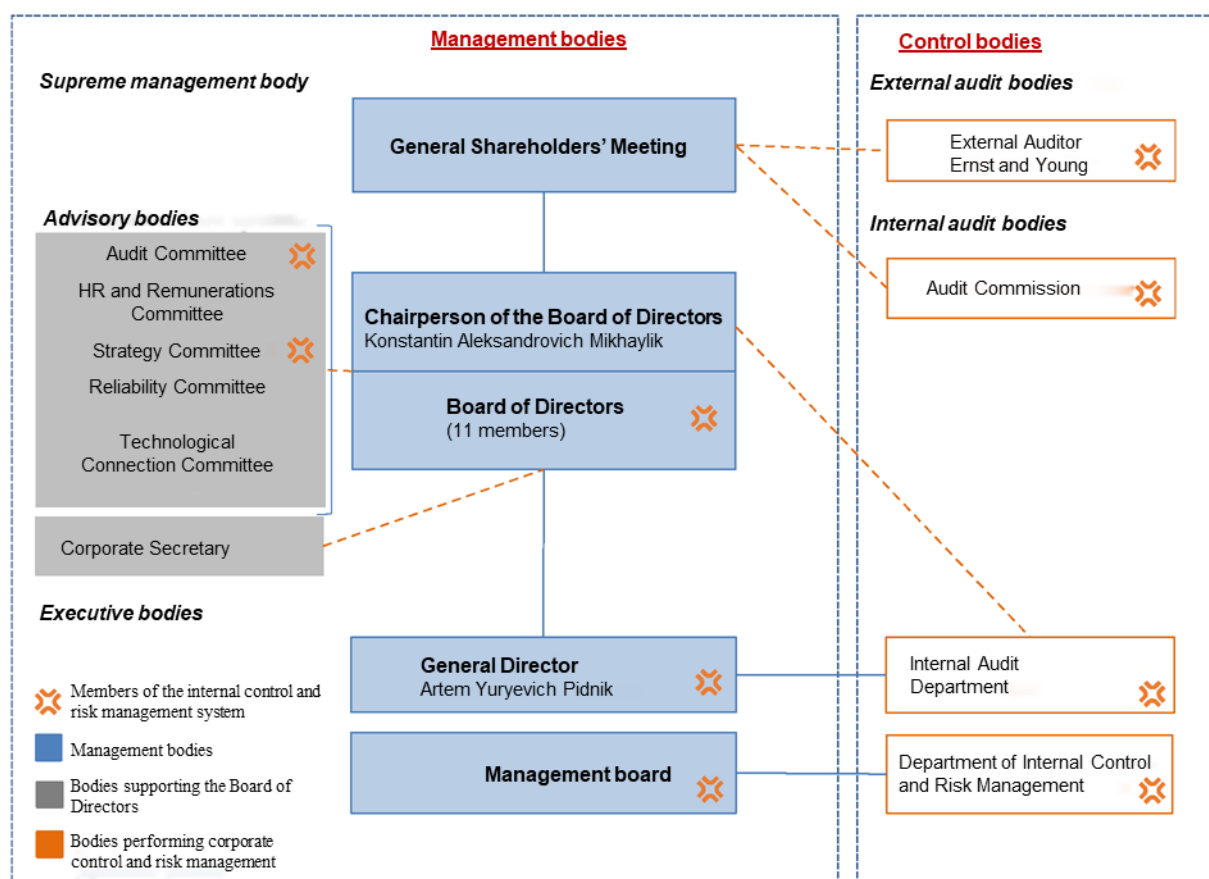 Management bodies
Supreme management body
General Shareholders' Meeting
Advisory bodies
Audit Committee
HR and Remunerations
Committee
Strategy Committee
Reliability Committee
Technological
Connection Committee
Corporate Secretary
Chairperson of the Board of Directors
Konstantin Aleksandrovich Mikhaylik
Board of Directors
(11 members)
Executive bodies
General Director
Artem Yuryevich Pidnik
Management board
Members of the internal control and
risk management system
Management bodies
Bodies supporting the Board of
Directors
Bodies performing corporate
control and risk management
Control bodies
External audit bodies
External Auditor
Ernst and Young
Internal audit bodies
Audit Commission
Internal Audit
Department
Department of Internal Control
and Risk Management